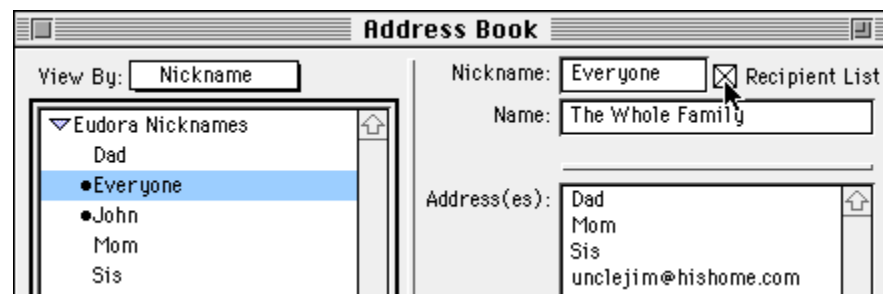 Address Book
View By: Nickname
Eudora Nicknames
Dad
•Everyone
•John
Mom
Sis
Nickname: Everyone Recipient List
Name: The Whole Family
Address(es): Dad
Mom
Sis
unclejim@hishome.com